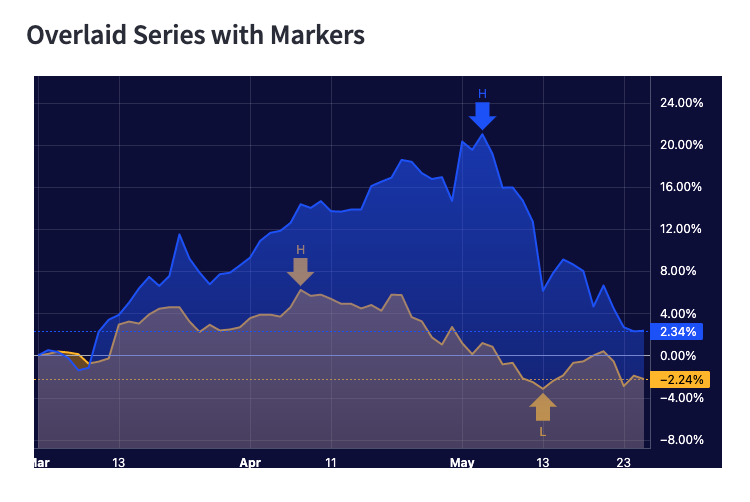 Overlaid Series with Markers
H
24.00%
20.00%
16.00%
12.00%
H
8.00%
4.00%
2.34%
0.00%
−2.24%
−4.00%
L
−8.00%
13 Apr 11 May 13 23